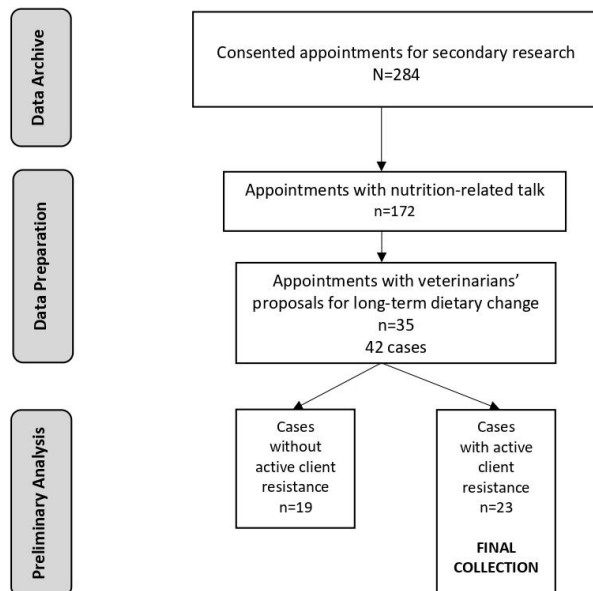 Data Archive
Consented appointments for secondary research
N=284
Data Preparation
Appointments with nutrition-related talk
n=172
Appointments with veterinarians’
proposals for long-term dietary change
n=35
42 cases
Preliminary Analysis
Cases
without
active client
resistance
n=19
Cases
with active
client
resistance
n=23
FINAL
COLLECTION